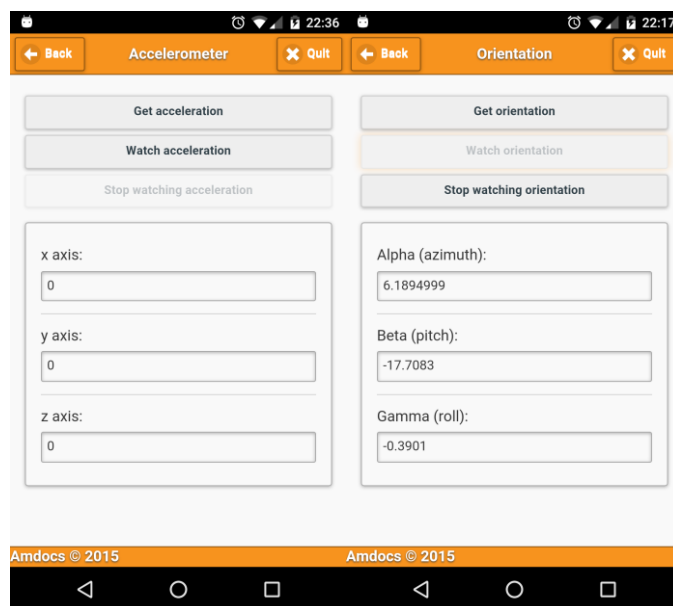 22:36
Back
Accelerometer
Quit
Get acceleration
Watch acceleration
Stop watching acceleration
x axis:
0
y axis:
0
z axis:
0
Amdocs © 2015
22:17
Back
Orientation
Quit
Get orientation
Watch orientation
Stop watching orientation
Alpha (azimuth):
6.1894999
Beta (pitch):
-17.7083
Gamma (roll):
-0.3901
Amdocs © 2015